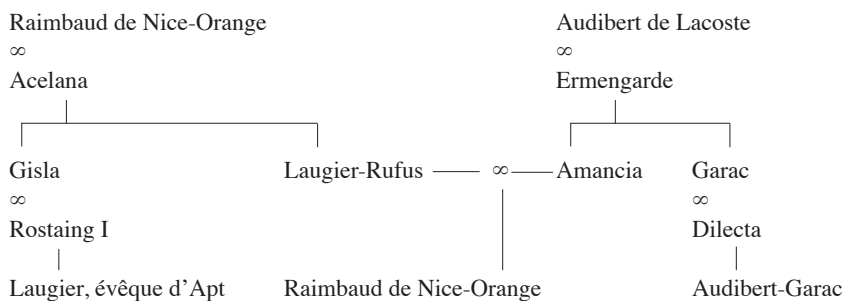 Raimbaud de Nice-Orange Audibert de Lacoste
∞ ∞
Acelana Ermengarde
Gisla Laugier-Rufus ∞ Amancia Garac
∞ ∞
Rostaing I Dilecta
Laugier, évêque d’Apt Raimbaud de Nice-Orange Audibert-Garac